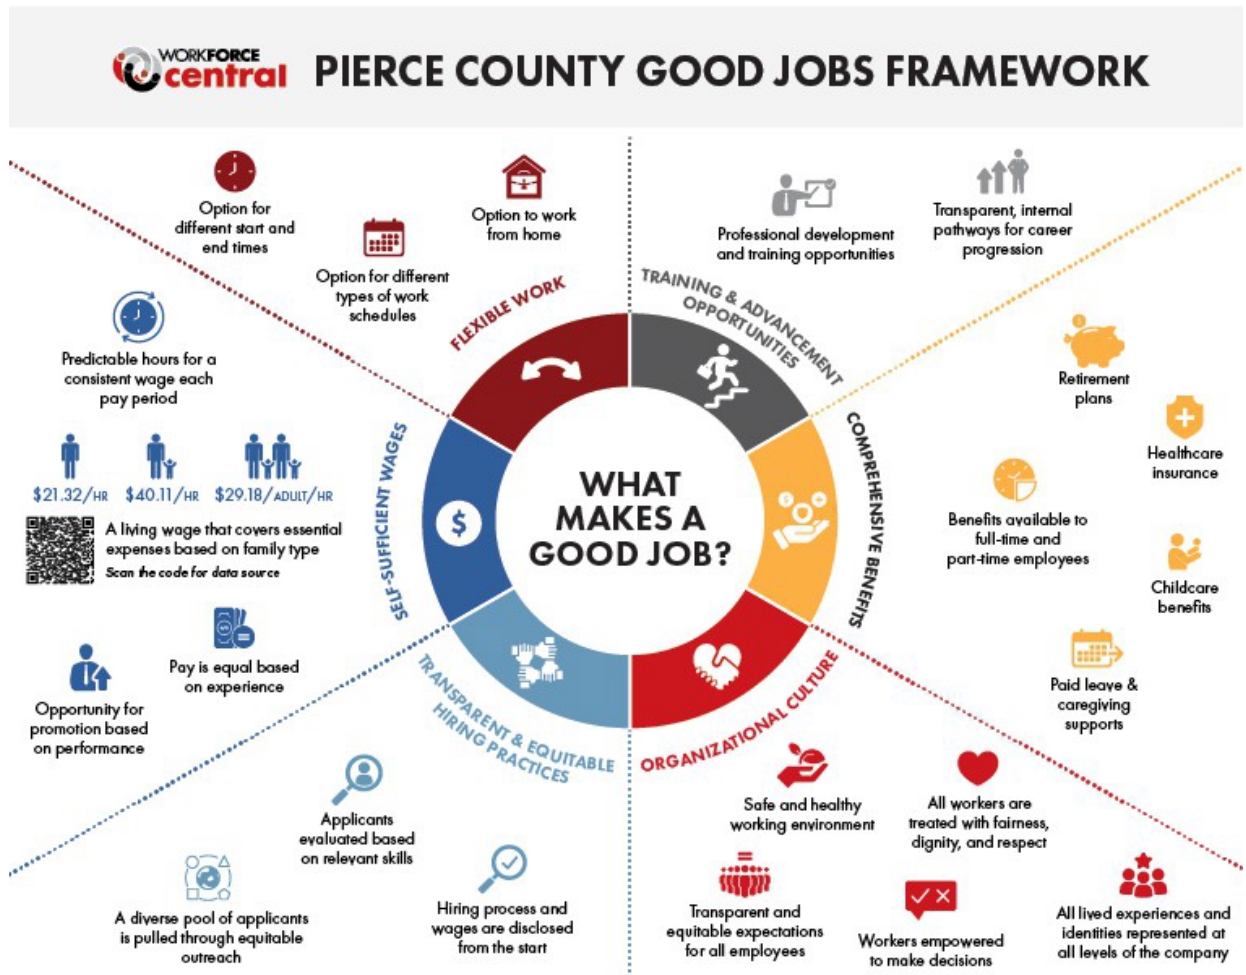 WORKFORCE
central
PIERCE COUNTY GOOD JOBS FRAMEWORK
Option for
different start and
end times
Option for different
types of work
schedules
Option to work
from home
FLEXIBLE WORK
Professional development
and training opportunities
Transparent, internal
pathways for career
progression
TRAINING & ADVANCEMENT
OPPORTUNITIES
Retirement
plans
Healthcare
insurance
Benefits available to
full-time and
part-time employees
Childcare
benefits
Paid leave &
caregiving
supports
COMPREHENSIVE BENEFITS
Predictable hours for a
consistent wage each
pay period
$21.32/HR
$40.11/HR
$29.18/ADULT/HR
A living wage that covers essential
expenses based on family type
Scan the code for data source
Pay is equal based
on experience
Opportunity for
promotion based
on performance
SELF-SUFFICIENT WAGES
$
WHAT
MAKES A
GOOD JOB?
TRANSPARENT & EQUITABLE
HIRING PRACTICES
Applicants
evaluated based
on relevant skills
A diverse pool of applicants
is pulled through equitable
outreach
Hiring process and
wages are disclosed
from the start
ORGANIZATIONAL CULTURE
Safe and healthy
working environment
All workers are
treated with fairness,
dignity, and respect
Transparent and
equitable expectations
for all employees
Workers empowered
to make decisions
All lived experiences and
identities represented at
all levels of the company